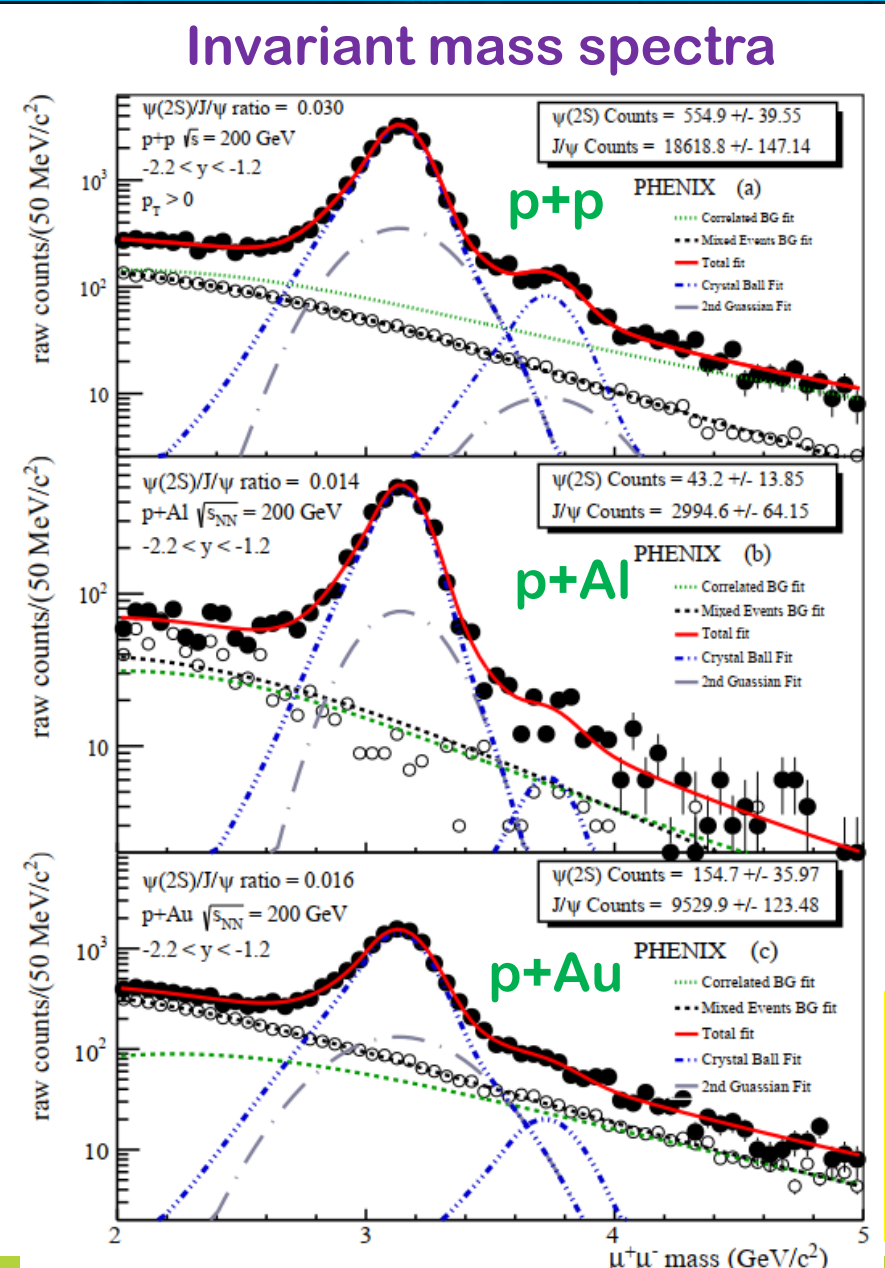 Invariant mass spectra
raw counts/(50 MeV/c²)
10³
10²
10
ψ(2S)/J/ψ ratio = 0.030
p+p √s = 200 GeV
-2.2 < y < -1.2
p_T > 0
ψ(2S) Counts = 554.9 +/- 39.55
J/ψ Counts = 18618.8 +/- 147.14
p+p
PHENIX (a)
Correlated BG fit
Mixed Events BG fit
Total fit
Crystal Ball Fit
2nd Guassian Fit
raw counts/(50 MeV/c²)
10²
10
ψ(2S)/J/ψ ratio = 0.014
p+Al √s_NN = 200 GeV
-2.2 < y < -1.2
ψ(2S) Counts = 43.2 +/- 13.85
J/ψ Counts = 2994.6 +/- 64.15
p+Al
PHENIX (b)
Correlated BG fit
Mixed Events BG fit
Total fit
Crystal Ball Fit
2nd Guassian Fit
raw counts/(50 MeV/c²)
10³
10²
10
ψ(2S)/J/ψ ratio = 0.016
p+Au √s_NN = 200 GeV
-2.2 < y < -1.2
ψ(2S) Counts = 154.7 +/- 35.97
J/ψ Counts = 9529.9 +/- 123.48
p+Au
PHENIX (c)
Correlated BG fit
Mixed Events BG fit
Total fit
Crystal Ball Fit
2nd Guassian Fit
2 3 4 5
μ⁺μ⁻ mass (GeV/c²)